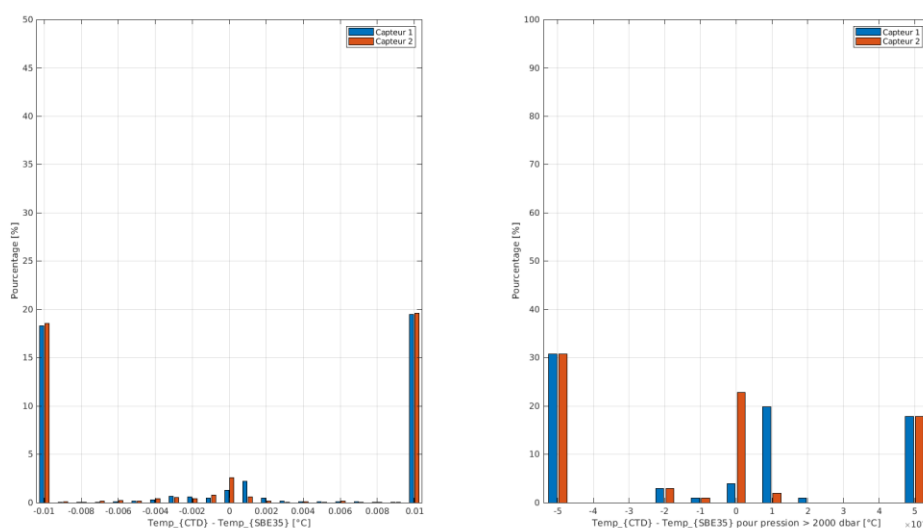 50
45
40
35
30
25
20
15
10
5
0
Pourcentage [%]
Capteur 1
Capteur 2
-0.01 -0.008 -0.006 -0.004 -0.002 0 0.002 0.004 0.006 0.008 0.01
Temp_{CTD} - Temp_{SBE35} [°C]
100
90
80
70
60
50
40
30
20
10
0
Pourcentage [%]
Capteur 1
Capteur 2
-5 -4 -3 -2 -1 0 1 2 3 4 5
×10
Temp_{CTD} - Temp_{SBE35} pour pression > 2000 dbar [°C]